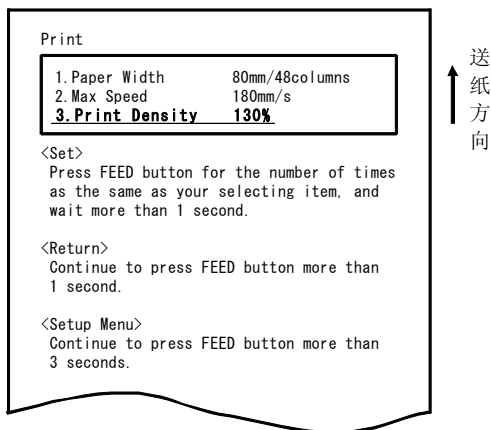 Print
1.Paper Width 80mm/48columns
2.Max Speed 180mm/s
3.Print Density 130%
<Set>
Press FEED button for the number of times
as the same as your selecting item, and
wait more than 1 second.
<Return>
Continue to press FEED button more than
1 second.
<Setup Menu>
Continue to press FEED button more than
3 seconds.
送纸方向